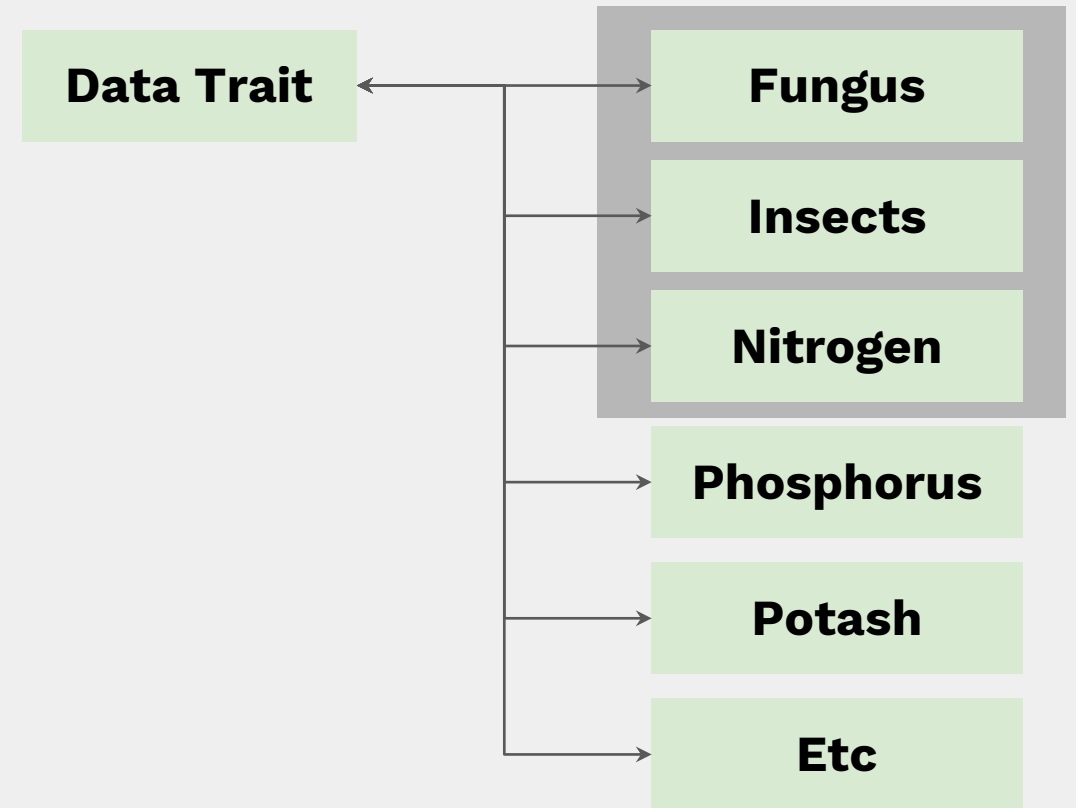 Data Trait
Fungus
Insects
Nitrogen
Phosphorus
Potash
Etc